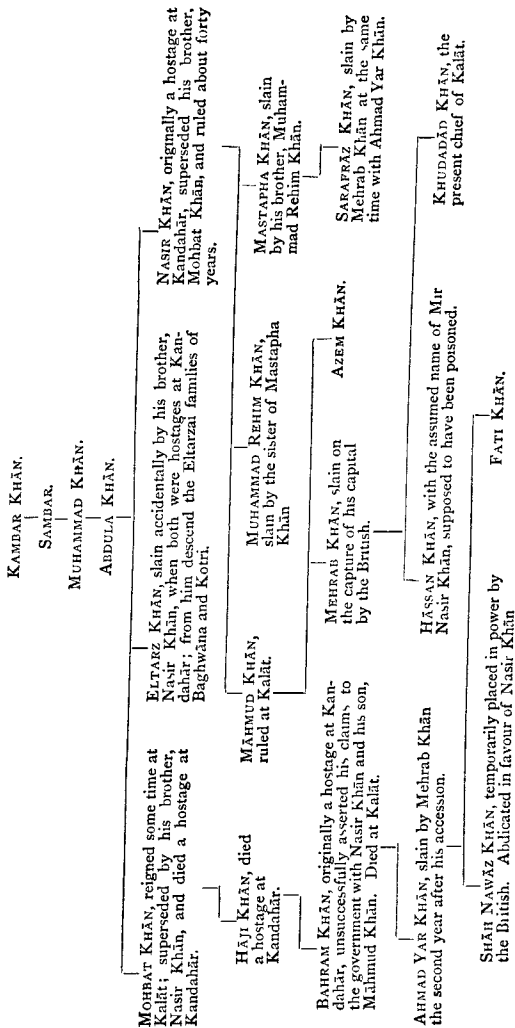 KAMBAR KHĀN.
SAMBAR.
MUHAMMAD KHĀN.
ABDULA KHĀN.
MOHBAT KHĀN, reigned some time at
Kalāt; superseded by his brother,
Nasir Khān, and died a hostage at
Kandahār.
ELTARZ KHĀN, slain accidentally by his brother,
Nasir Khān, when both were hostages at Kan-
dahār; from him descend the Eltarzai families of
Baghwāna and Kotri.
NASIR KHĀN, originally a hostage at
Kandahār, superseded his brother,
Mohbat Khān, and ruled about forty
years.
HĀJI KHĀN, died
a hostage at
Kandahār.
MĀHMUD KHĀN,
ruled at Kalāt.
MUHAMMAD REHIM KHĀN,
slain by the sister of Mastapha
Khān
MASTAPHA KHĀN, slain
by his brother, Muham-
mad Rehim Khān.
BAHRAM KHĀN, originally a hostage at Kan-
dahār, unsuccessfully asserted his claims to
the government with Nasir Khān and his son,
Māhmud Khān. Died at Kalāt.
MEHRAB KHĀN, slain on
the capture of his capital
by the British.
AZEM KHĀN.
SARAFRĀZ KHĀN, slain by
Mehrab Khān at the same
time with Ahmad Yar Khān.
AHMAD YAR KHĀN, slain by Mehrab Khān
the second year after his accession.
HĀSSAN KHĀN, with the assumed name of Mir
Nasir Khān, supposed to have been poisoned.
KHUDADĀD KHĀN, the
present chief of Kalāt.
SHĀH NAWĀZ KHĀN, temporarily placed in power by
the British. Abdicated in favour of Nasir Khān
FATI KHĀN.